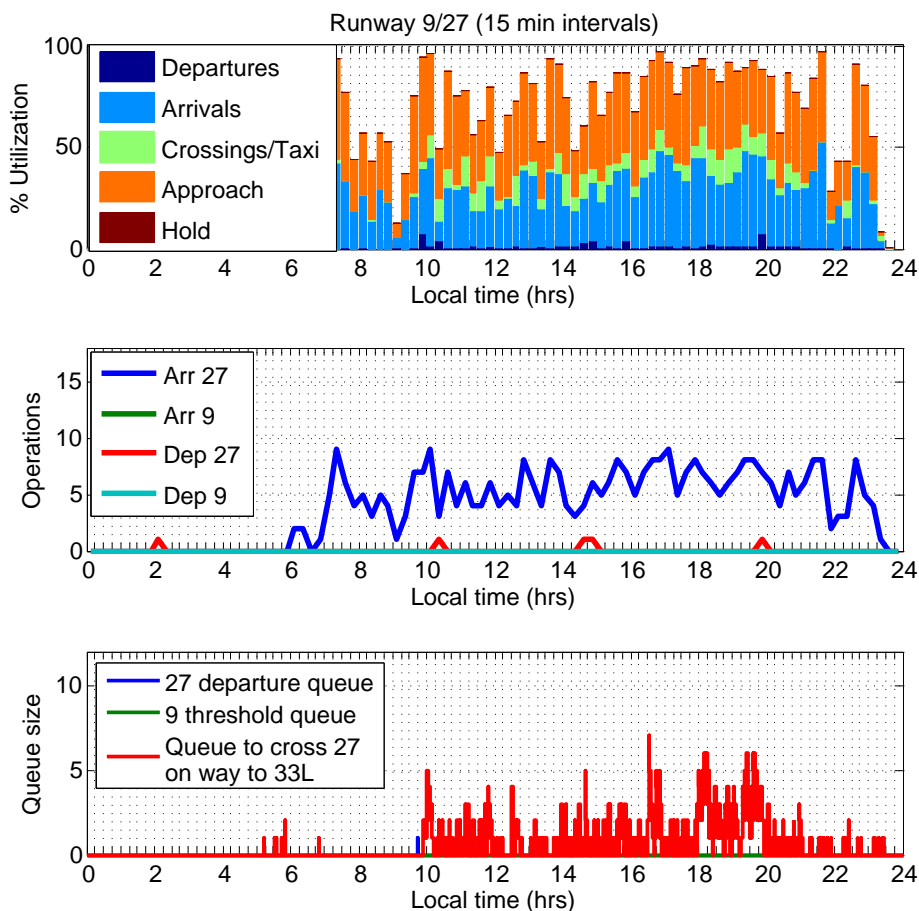 Runway 9/27 (15 min intervals)
100
50
0
% Utilization
Departures
Arrivals
Crossings/Taxi
Approach
Hold
0 2 4 6 8 10 12 14 16 18 20 22 24
Local time (hrs)
15
10
5
0
Operations
Arr 27
Arr 9
Dep 27
Dep 9
0 2 4 6 8 10 12 14 16 18 20 22 24
Local time (hrs)
10
5
0
Queue size
27 departure queue
9 threshold queue
Queue to cross 27
on way to 33L
0 2 4 6 8 10 12 14 16 18 20 22 24
Local time (hrs)